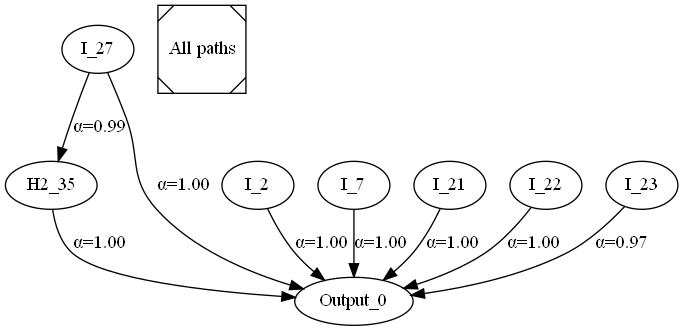 I_27
All paths
α=0.99
H2_35
α=1.00
I_2
I_7
I_21
I_22
I_23
α=1.00
α=1.00
α=1.00
α=1.00
α=1.00
α=0.97
Output_0